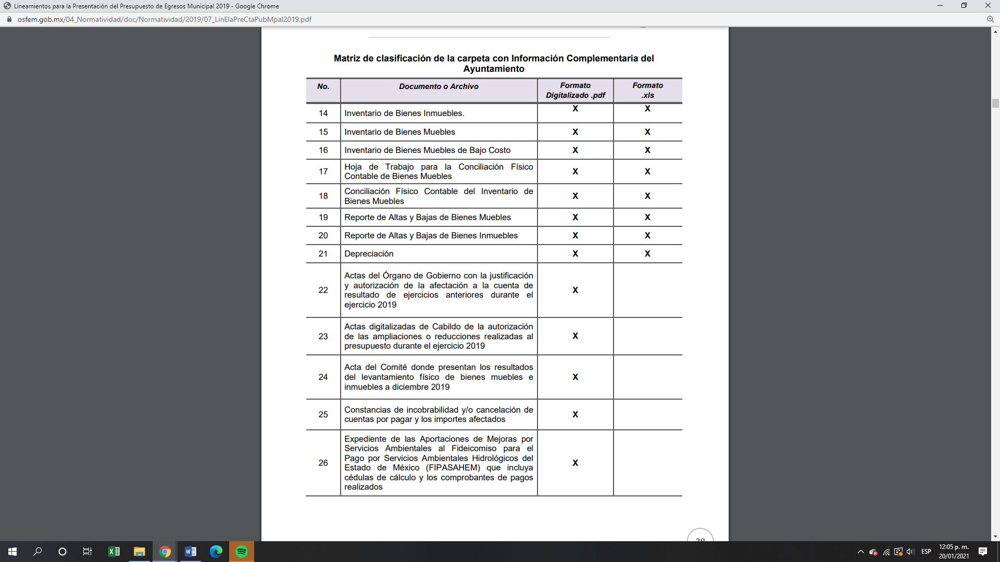 Lineamientos para la Presentación del Presupuesto de Egresos Municipal 2019 - Google Chrome
osfem.gob.mx/04_Normatividad/doc/Normatividad/2019/07_LinElaPreCtaPubMpal2019.pdf
Matriz de clasificación de la carpeta con Información Complementaria del
Ayuntamiento
No. Documento o Archivo Formato Digitalizado .pdf Formato .xls
14 Inventario de Bienes Inmuebles. X X
15 Inventario de Bienes Muebles X X
16 Inventario de Bienes Muebles de Bajo Costo X X
17 Hoja de Trabajo para la Conciliación Físico
Contable de Bienes Muebles X X
18 Conciliación Físico Contable del Inventario de
Bienes Muebles X X
19 Reporte de Altas y Bajas de Bienes Muebles X X
20 Reporte de Altas y Bajas de Bienes Inmuebles X X
21 Depreciación X X
22 Actas del Órgano de Gobierno con la justificación
y autorización de la afectación a la cuenta de
resultado de ejercicios anteriores durante el
ejercicio 2019 X
23 Actas digitalizadas de Cabildo de la autorización
de las ampliaciones o reducciones realizadas al
presupuesto durante el ejercicio 2019 X
24 Acta del Comité donde presentan los resultados
del levantamiento físico de bienes muebles e
inmuebles a diciembre 2019 X
25 Constancias de incobrabilidad y/o cancelación de
cuentas por pagar y los importes afectados X
26 Expediente de las Aportaciones de Mejoras por
Servicios Ambientales al Fideicomiso para el
Pago por Servicios Ambientales Hidrológicos del
Estado de México (FIPASAHEM) que incluya
cédulas de cálculo y los comprobantes de pagos
realizados X
38
ESP
12:05 p. m.
20/01/2021